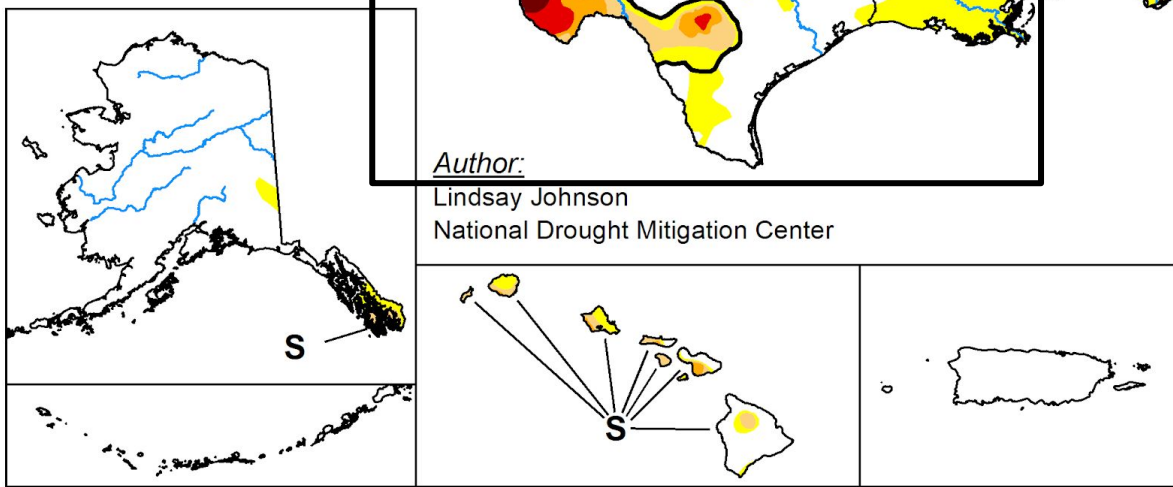 Author:
Lindsay Johnson
National Drought Mitigation Center
S
S